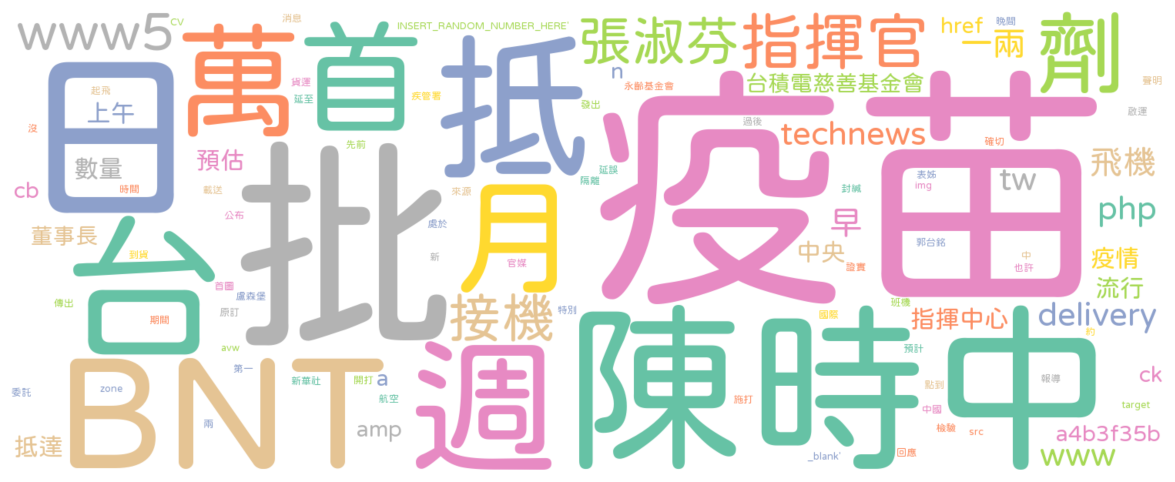 www5
CV
消息
INSERT_RANDOM_NUMBER_HERE'
張淑芬
指揮官
href
晚間
一兩
劑
日
起飛
上午
數量
時間
沒
萬
首
貨運
延至
抵
疾管署
n
永齡基金會
發出
台積電慈善基金會
聲明
啟運
疫苗
過後
technews
確切
飛機
預估
先前
cb
載送
公布
來源
月
延誤
隔離
封緘
表姊
img
tw
php
早
董事長
台
批
處於
新
官媒
中央
證實
郭台銘
中
也許
疫情
到貨
首圖
盧森堡
傳出
原訂
期間
接機
特別
班機
國藥
流行
指揮中心
delivery
約
avw
BNT
zone
第一
新華社
開打
a
航空
週
陳時中
預計
報導
點到
ck
委託
雨
amp
施打
中國
target
檢驗
src
a4b3f35b
抵達
_blank'
回應
www